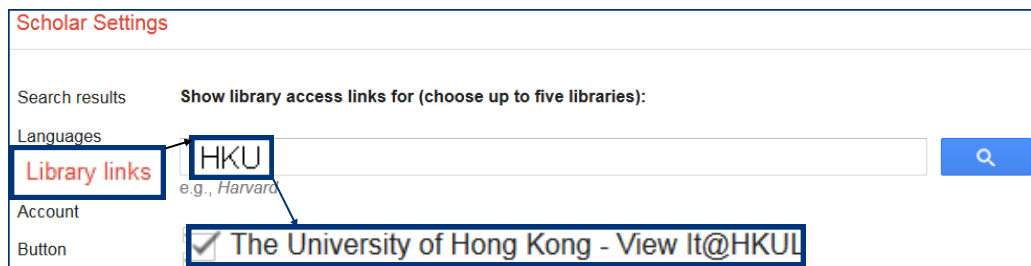 Scholar Settings
Search results
Show library access links for (choose up to five libraries):
Languages
Library links
HKU
e.g., Harvard
Account
Button
The University of Hong Kong - View It@HKUL